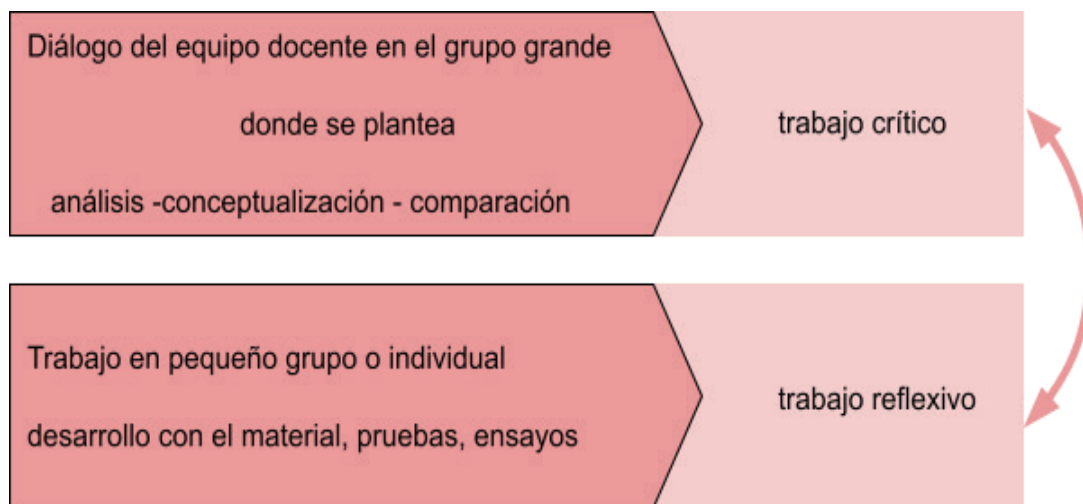 Diálogo del equipo docente en el grupo grande
donde se plantea
análisis -conceptualización - comparación
trabajo crítico
Trabajo en pequeño grupo o individual
desarrollo con el material, pruebas, ensayos
trabajo reflexivo